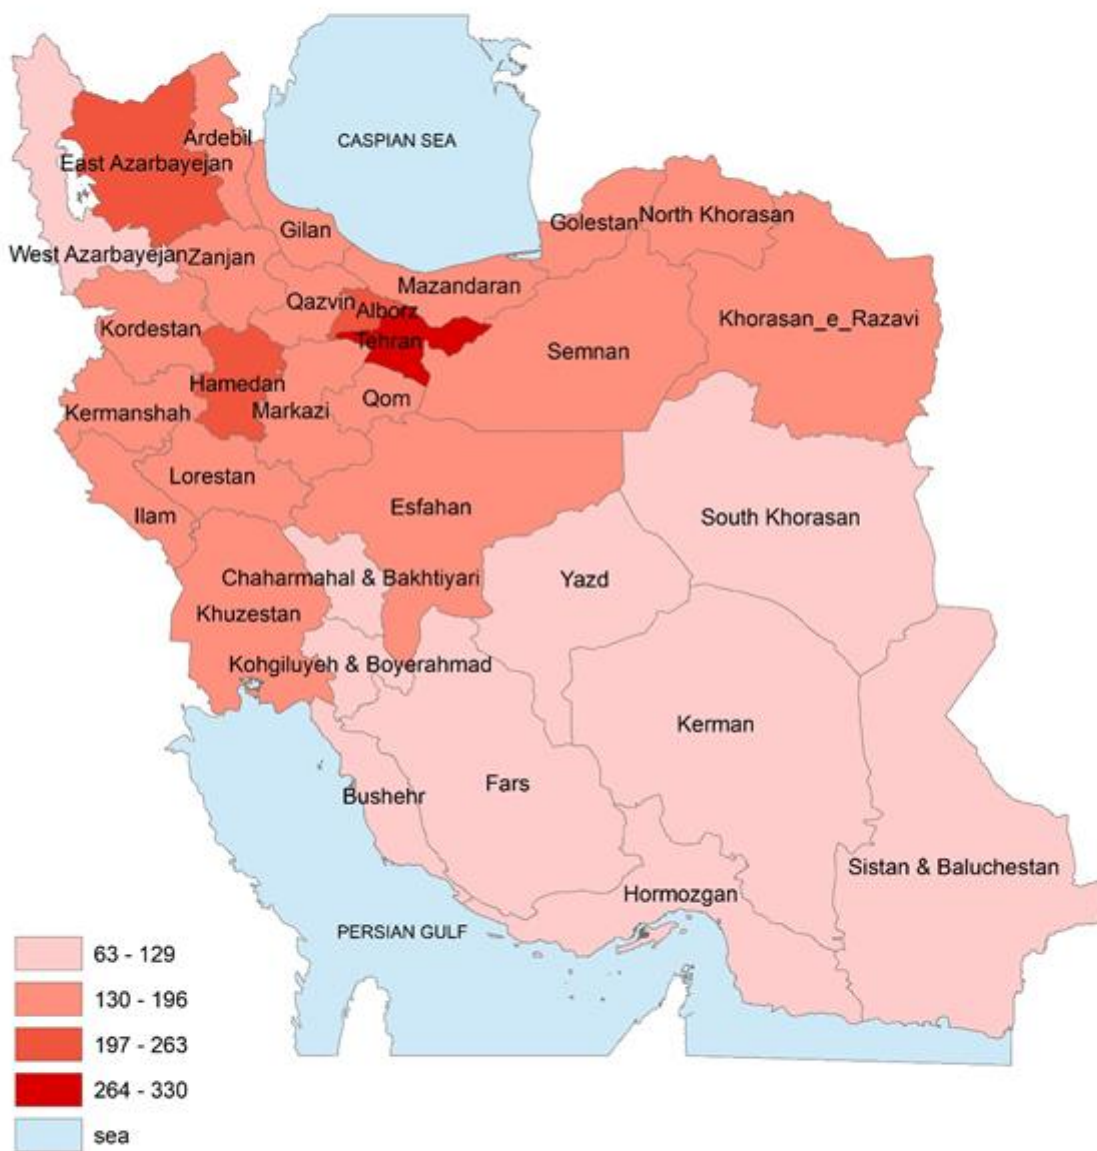 CASPIAN SEA
Ardebil
East Azarbayejan
Golestan
North Khorasan
Gilan
West Azarbayejan
Zanjan
Mazandaran
Qazvin
Alborz
Khorasan_e_Razavi
Kordestan
Tehran
Semnan
Hamedan
Qom
Kermanshah
Markazi
Lorestan
Esfahan
Ilam
South Khorasan
Chaharmahal & Bakhtiyari
Yazd
Khuzestan
Kohgiluyeh & Boyerahmad
Kerman
Fars
Bushehr
Sistan & Baluchestan
Hormozgan
PERSIAN GULF
63 - 129
130 - 196
197 - 263
264 - 330
sea